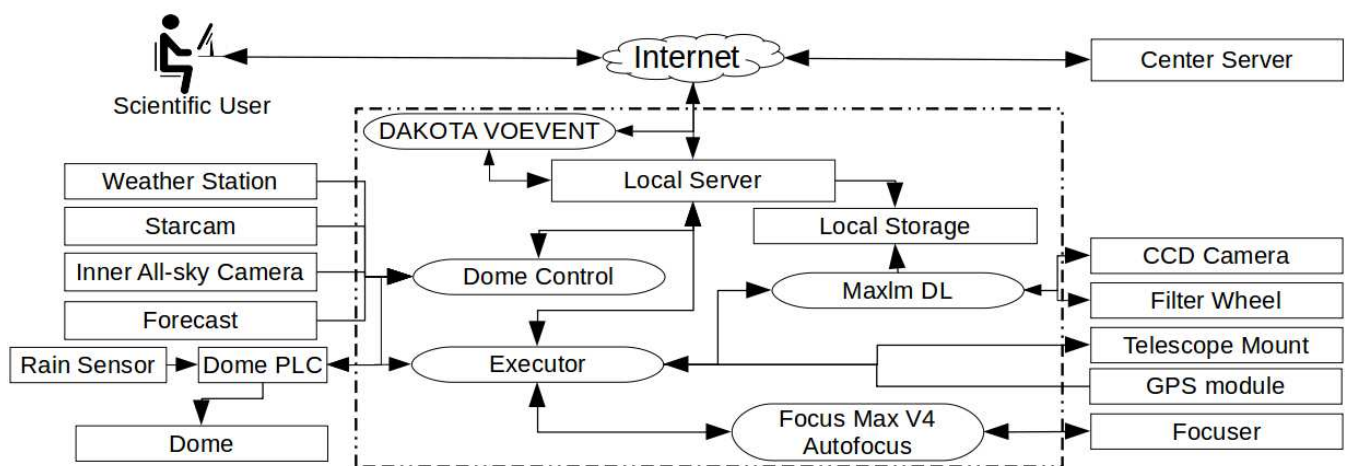 Internet
Center Server
Scientific User
DAKOTA VOEVENT
Weather Station
Local Server
Starcam
Local Storage
Inner All-sky Camera
Dome Control
CCD Camera
MaxIm DL
Forecast
Filter Wheel
Rain Sensor
Dome PLC
Executor
Telescope Mount
GPS module
Focus Max V4
Autofocus
Dome
Focuser